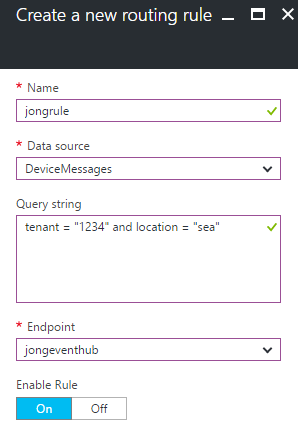 Create a new routing rule
* Name
jongrule
* Data source
DeviceMessages
Query string
tenant = "1234" and location = "sea"
* Endpoint
jongeventhub
Enable Rule
On Off